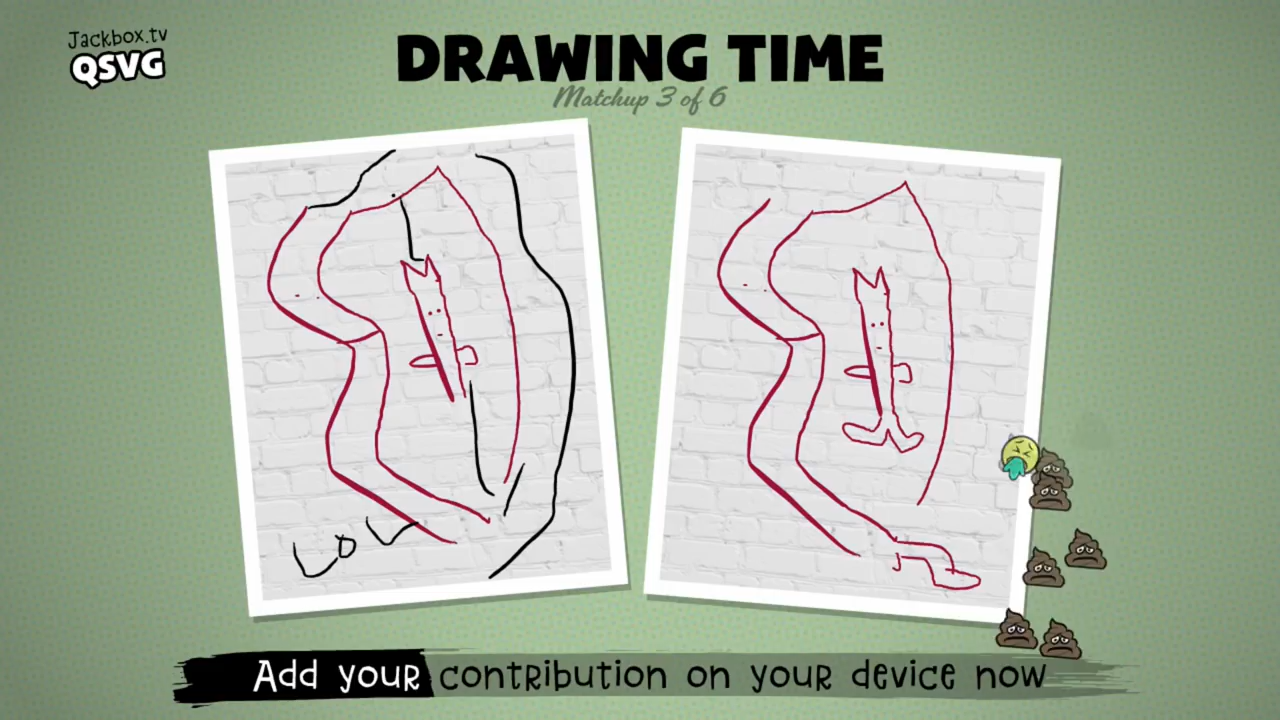 Jackbox.tv
QSVG
DRAWING TIME
Matchup 3 of 6
LOL
Add your contribution on your device now